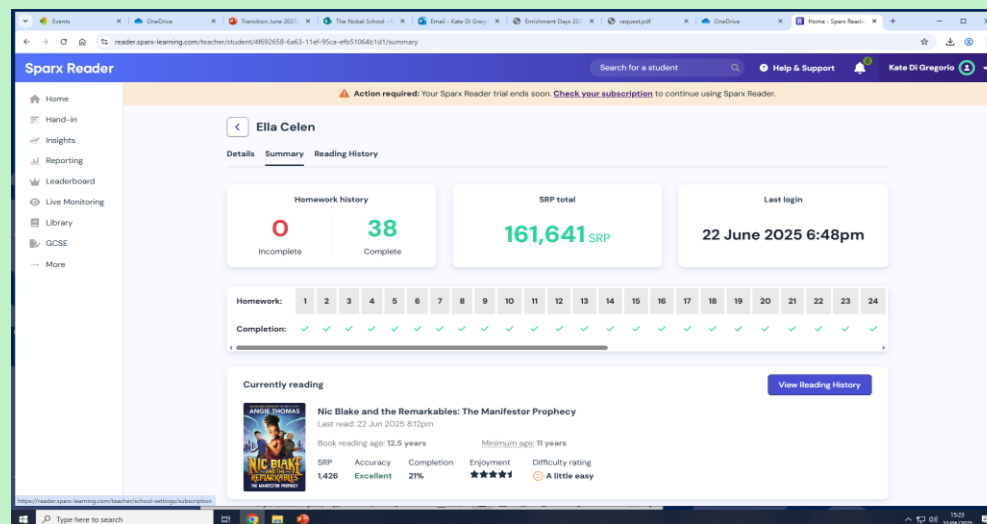 Events
OneDrive
Transition June 2025
The Nobel School -
Email - Kate Di Grego
Enrichment Days 202
request.pdf
OneDrive
Home - Sparx Reader
reader.sparx-learning.com/teacher/student/4f692658-6a63-11ef-95ca-efb51064b1d1/summary
Sparx Reader
Search for a student
Help & Support
Kate Di Gregorio
Action required: Your Sparx Reader trial ends soon. Check your subscription to continue using Sparx Reader.
Home
Hand-in
Insights
Reporting
Leaderboard
Live Monitoring
Library
GCSE
More
Ella Celen
Details Summary Reading History
Homework history
0 38
Incomplete Complete
SRP total
161,641 SRP
Last login
22 June 2025 6:48pm
Homework: 1 2 3 4 5 6 7 8 9 10 11 12 13 14 15 16 17 18 19 20 21 22 23 24
Completion:
Currently reading
View Reading History
ANGIE THOMAS
NIC BLAKE
AND THE
REMARKABLES
THE MANIFESTOR PROPHECY
Nic Blake and the Remarkables: The Manifestor Prophecy
Last read: 22 Jun 2025 8:12pm
Book reading age: 12.5 years Minimum age: 11 years
SRP Accuracy Completion Enjoyment Difficulty rating
1,426 Excellent 21% A little easy
https://reader.sparx-learning.com/teacher/school-settings/subscription
Type here to search
15:23